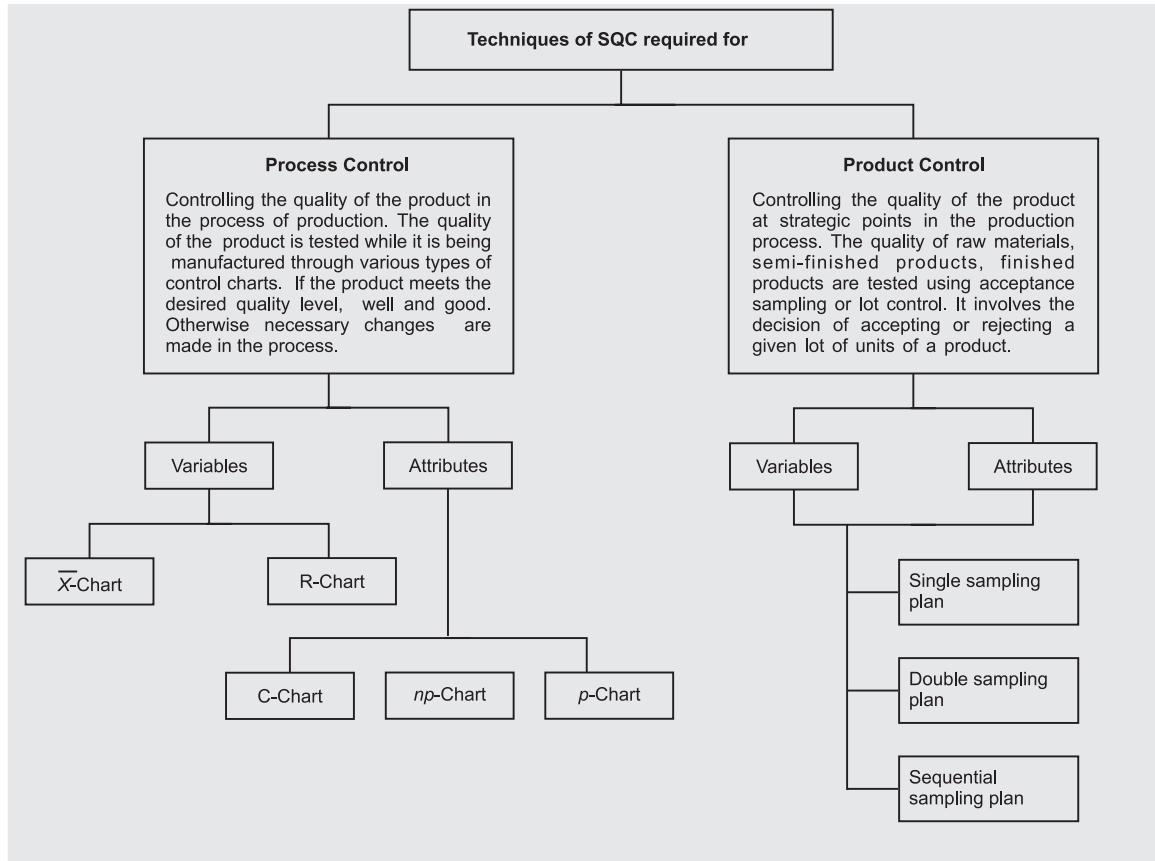 Techniques of SQC required for
Process Control
Controlling the quality of the product in
the process of production. The quality
of the product is tested while it is being
manufactured through various types of
control charts. If the product meets the
desired quality level, well and good.
Otherwise necessary changes are
made in the process.
Product Control
Controlling the quality of the product
at strategic points in the production
process. The quality of raw materials,
semi-finished products, finished
products are tested using acceptance
sampling or lot control. It involves the
decision of accepting or rejecting a
given lot of units of a product.
Variables
Attributes
Variables
Attributes
X̅-Chart
R-Chart
C-Chart
np-Chart
p-Chart
Single sampling
plan
Double sampling
plan
Sequential
sampling plan